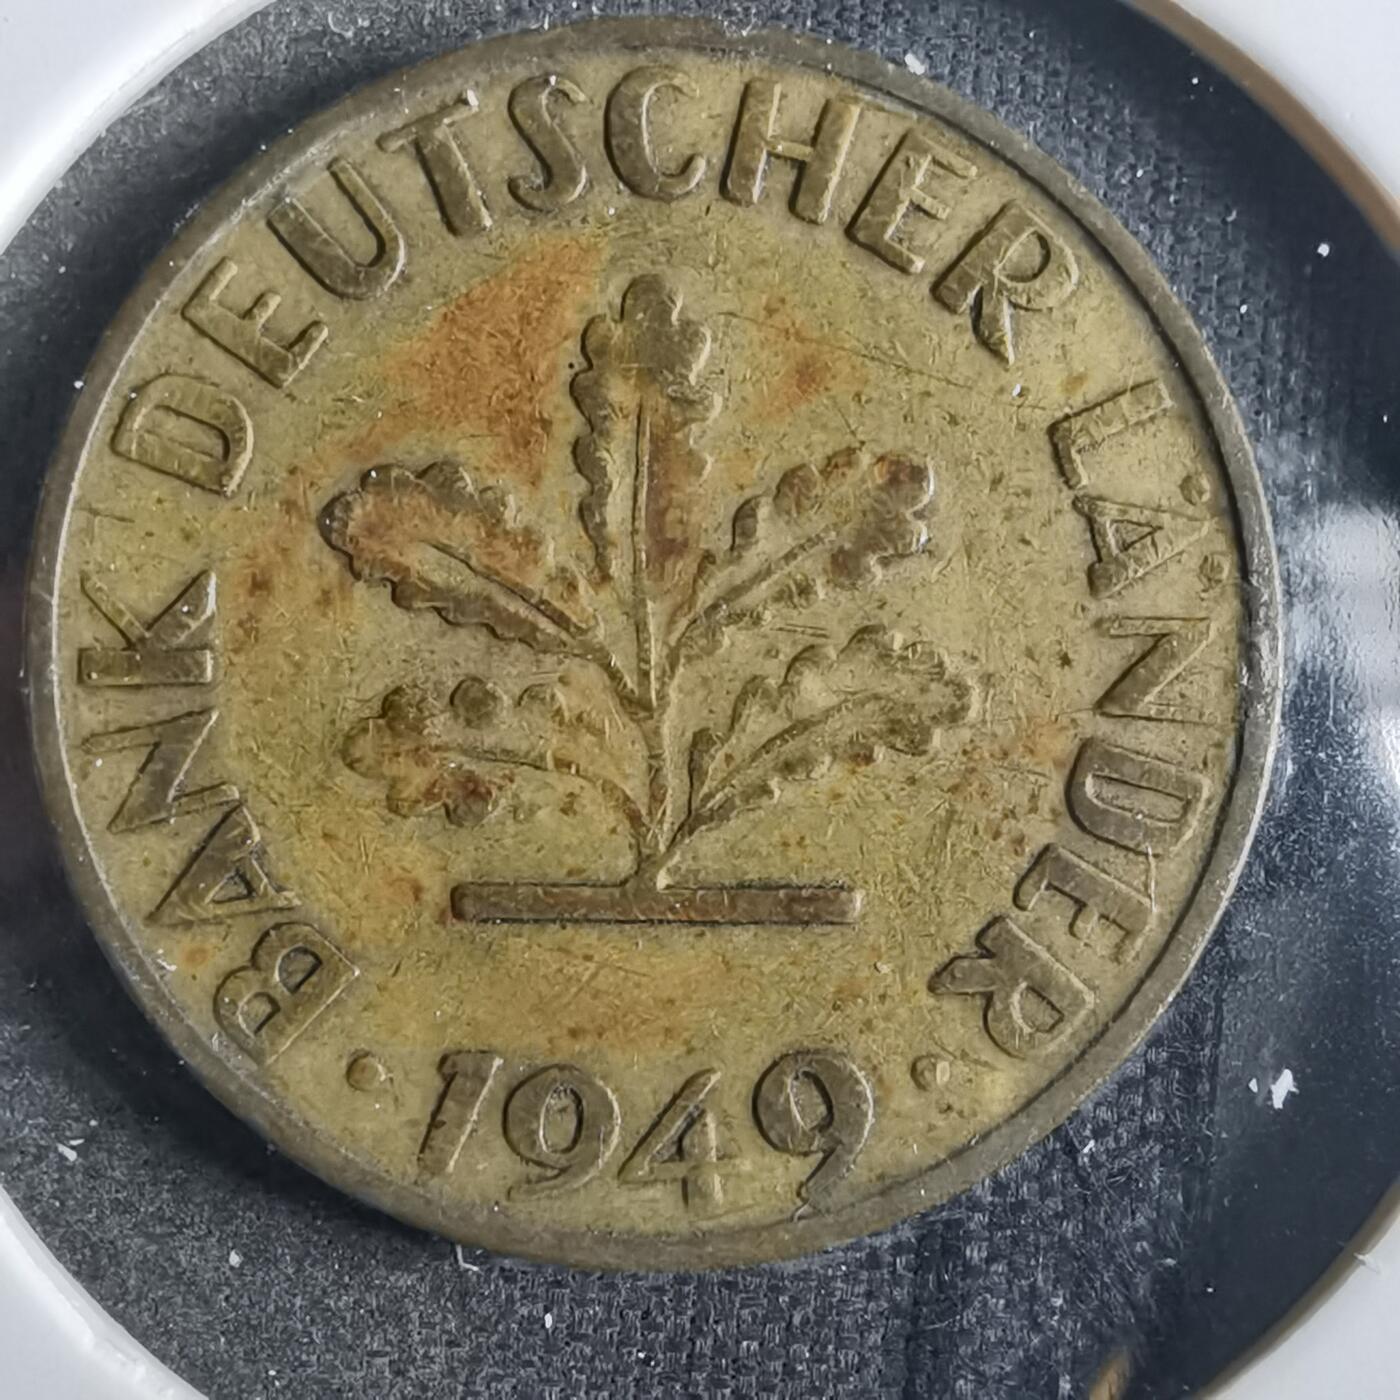 BANK DEUTSCHER LÄNDER
· 1949 ·